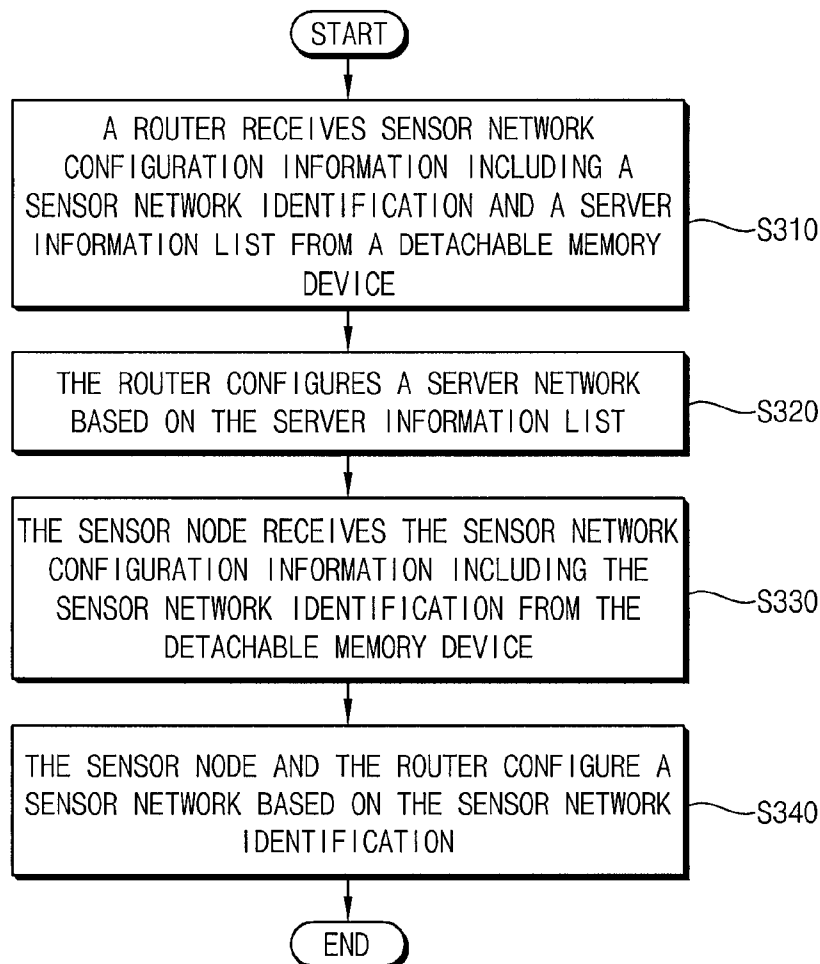 START
A ROUTER RECEIVES SENSOR NETWORK
CONFIGURATION INFORMATION INCLUDING A
SENSOR NETWORK IDENTIFICATION AND A SERVER
INFORMATION LIST FROM A DETACHABLE MEMORY
DEVICE
S310
THE ROUTER CONFIGURES A SERVER NETWORK
BASED ON THE SERVER INFORMATION LIST
S320
THE SENSOR NODE RECEIVES THE SENSOR NETWORK
CONFIGURATION INFORMATION INCLUDING THE
SENSOR NETWORK IDENTIFICATION FROM THE
DETACHABLE MEMORY DEVICE
S330
THE SENSOR NODE AND THE ROUTER CONFIGURE A
SENSOR NETWORK BASED ON THE SENSOR NETWORK
IDENTIFICATION
S340
END